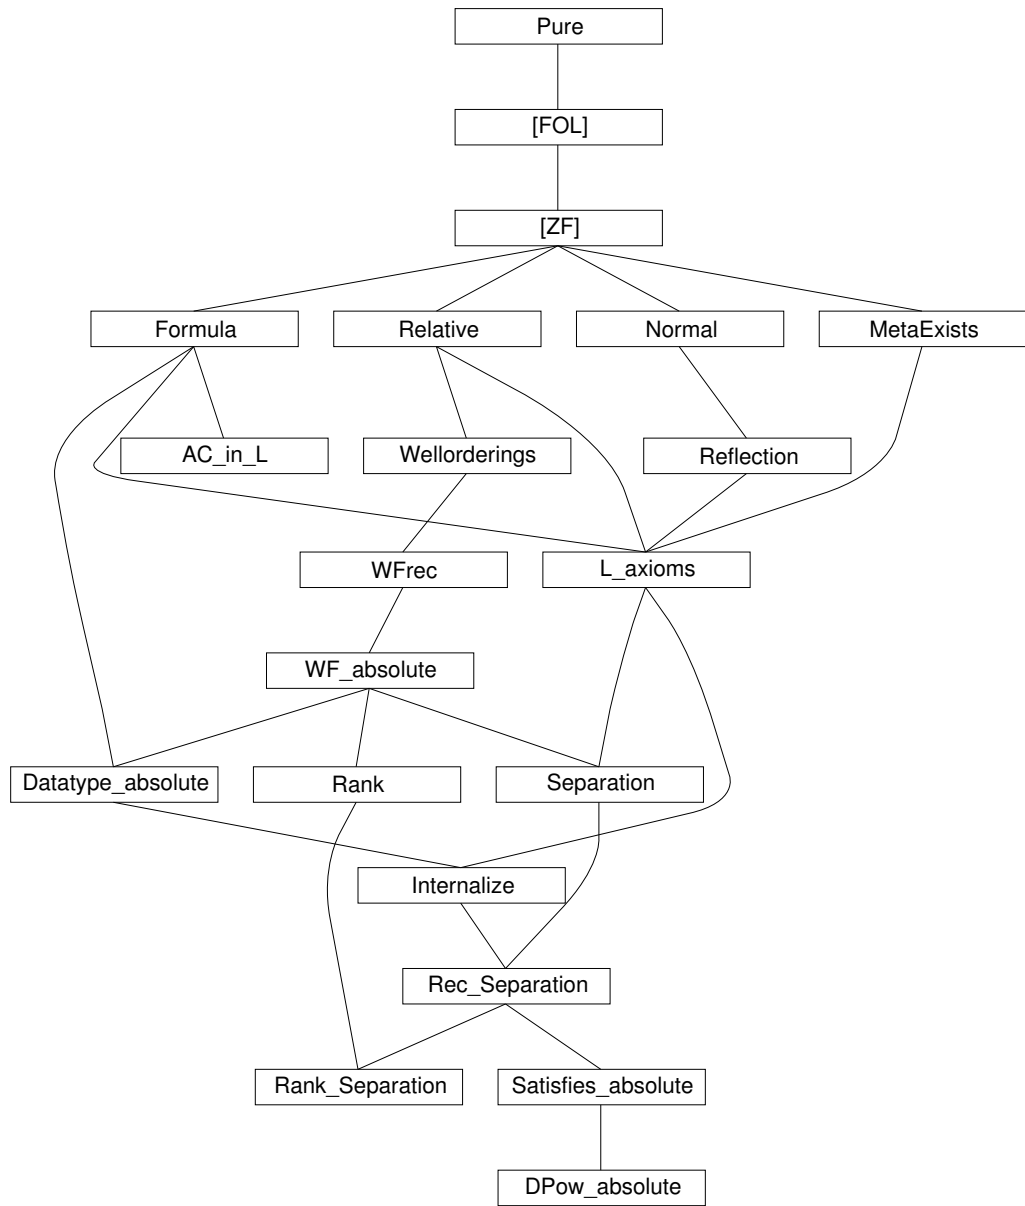 Pure
[FOL]
[ZF]
Formula
Relative
Normal
MetaExists
AC_in_L
Wellorderings
Reflection
WFrec
L_axioms
WF_absolute
Datatype_absolute
Rank
Separation
Internalize
Rec_Separation
Rank_Separation
Satisfies_absolute
DPow_absolute